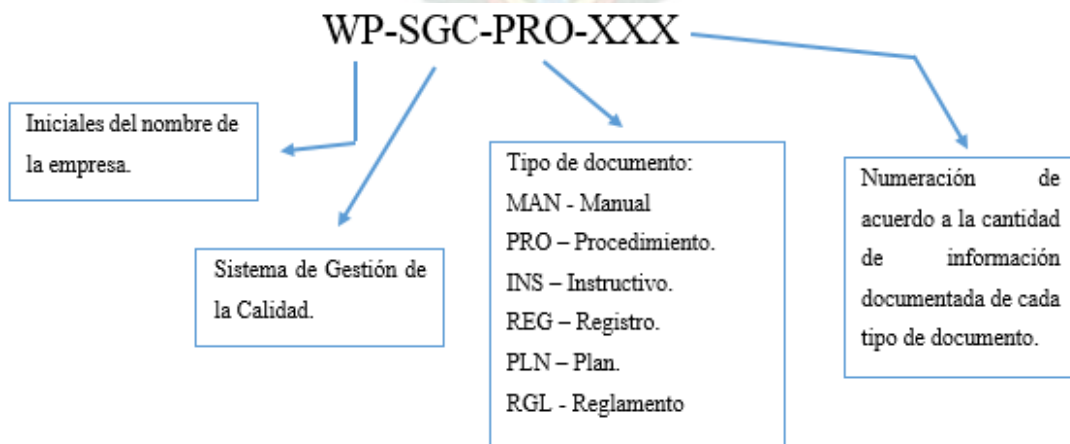 WP-SGC-PRO-XXX
Iniciales del nombre de
la empresa.
Sistema de Gestión de
la Calidad.
Tipo de documento:
MAN - Manual
PRO – Procedimiento.
INS – Instructivo.
REG – Registro.
PLN – Plan.
RGL - Reglamento
Numeración de
acuerdo a la cantidad
de información
documentada de cada
tipo de documento.